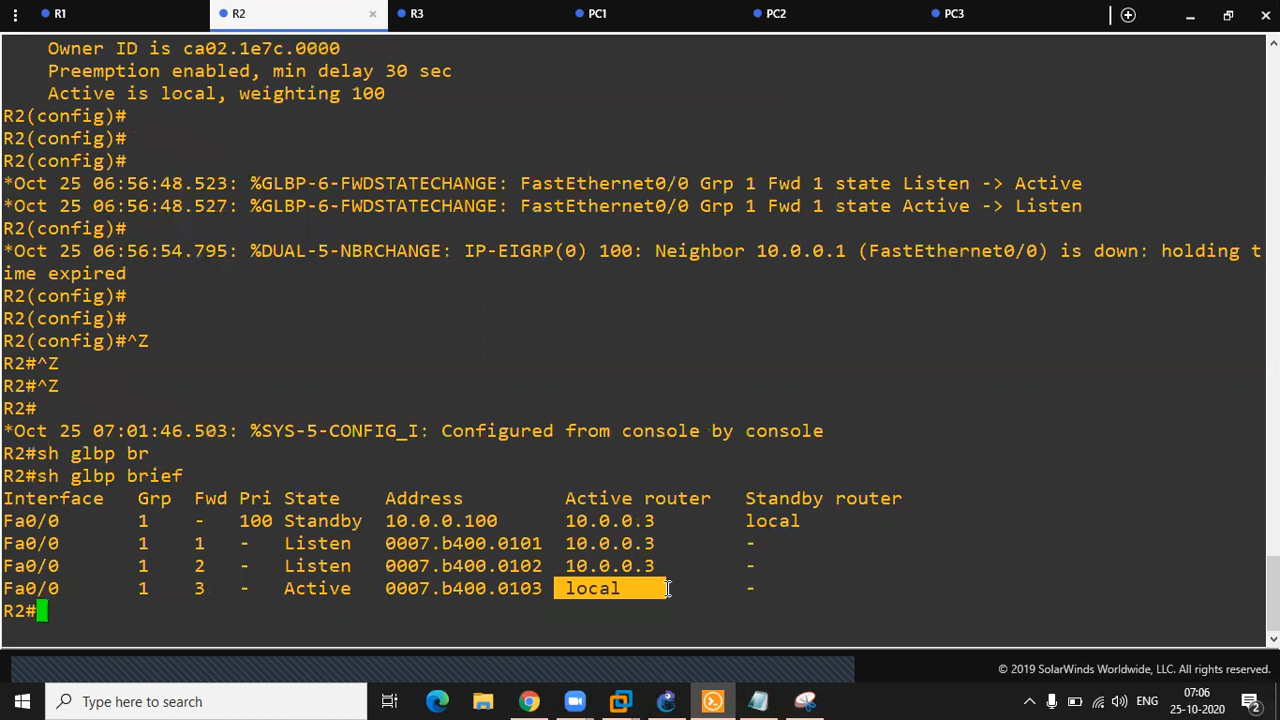 R1
R2
R3
PC1
PC2
PC3
Owner ID is ca02.1e7c.0000
Preemption enabled, min delay 30 sec
Active is local, weighting 100
R2(config)#
R2(config)#
R2(config)#
*Oct 25 06:56:48.523: %GLBP-6-FWDSTATECHANGE: FastEthernet0/0 Grp 1 Fwd 1 state Listen -> Active
*Oct 25 06:56:48.527: %GLBP-6-FWDSTATECHANGE: FastEthernet0/0 Grp 1 Fwd 1 state Active -> Listen
R2(config)#
*Oct 25 06:56:54.795: %DUAL-5-NBRCHANGE: IP-EIGRP(0) 100: Neighbor 10.0.0.1 (FastEthernet0/0) is down: holding t
ime expired
R2(config)#
R2(config)#
R2(config)#^Z
R2#^Z
R2#^Z
R2#
*Oct 25 07:01:46.503: %SYS-5-CONFIG_I: Configured from console by console
R2#sh glbp br
R2#sh glbp brief
Interface Grp Fwd Pri State Address Active router Standby router
Fa0/0 1 - 100 Standby 10.0.0.100 10.0.0.3 local
Fa0/0 1 1 - Listen 0007.b400.0101 10.0.0.3 -
Fa0/0 1 2 - Listen 0007.b400.0102 10.0.0.3 -
Fa0/0 1 3 - Active 0007.b400.0103 local -
R2#
© 2019 SolarWinds Worldwide, LLC. All rights reserved.
Type here to search
ENG
07:06
25-10-2020
2